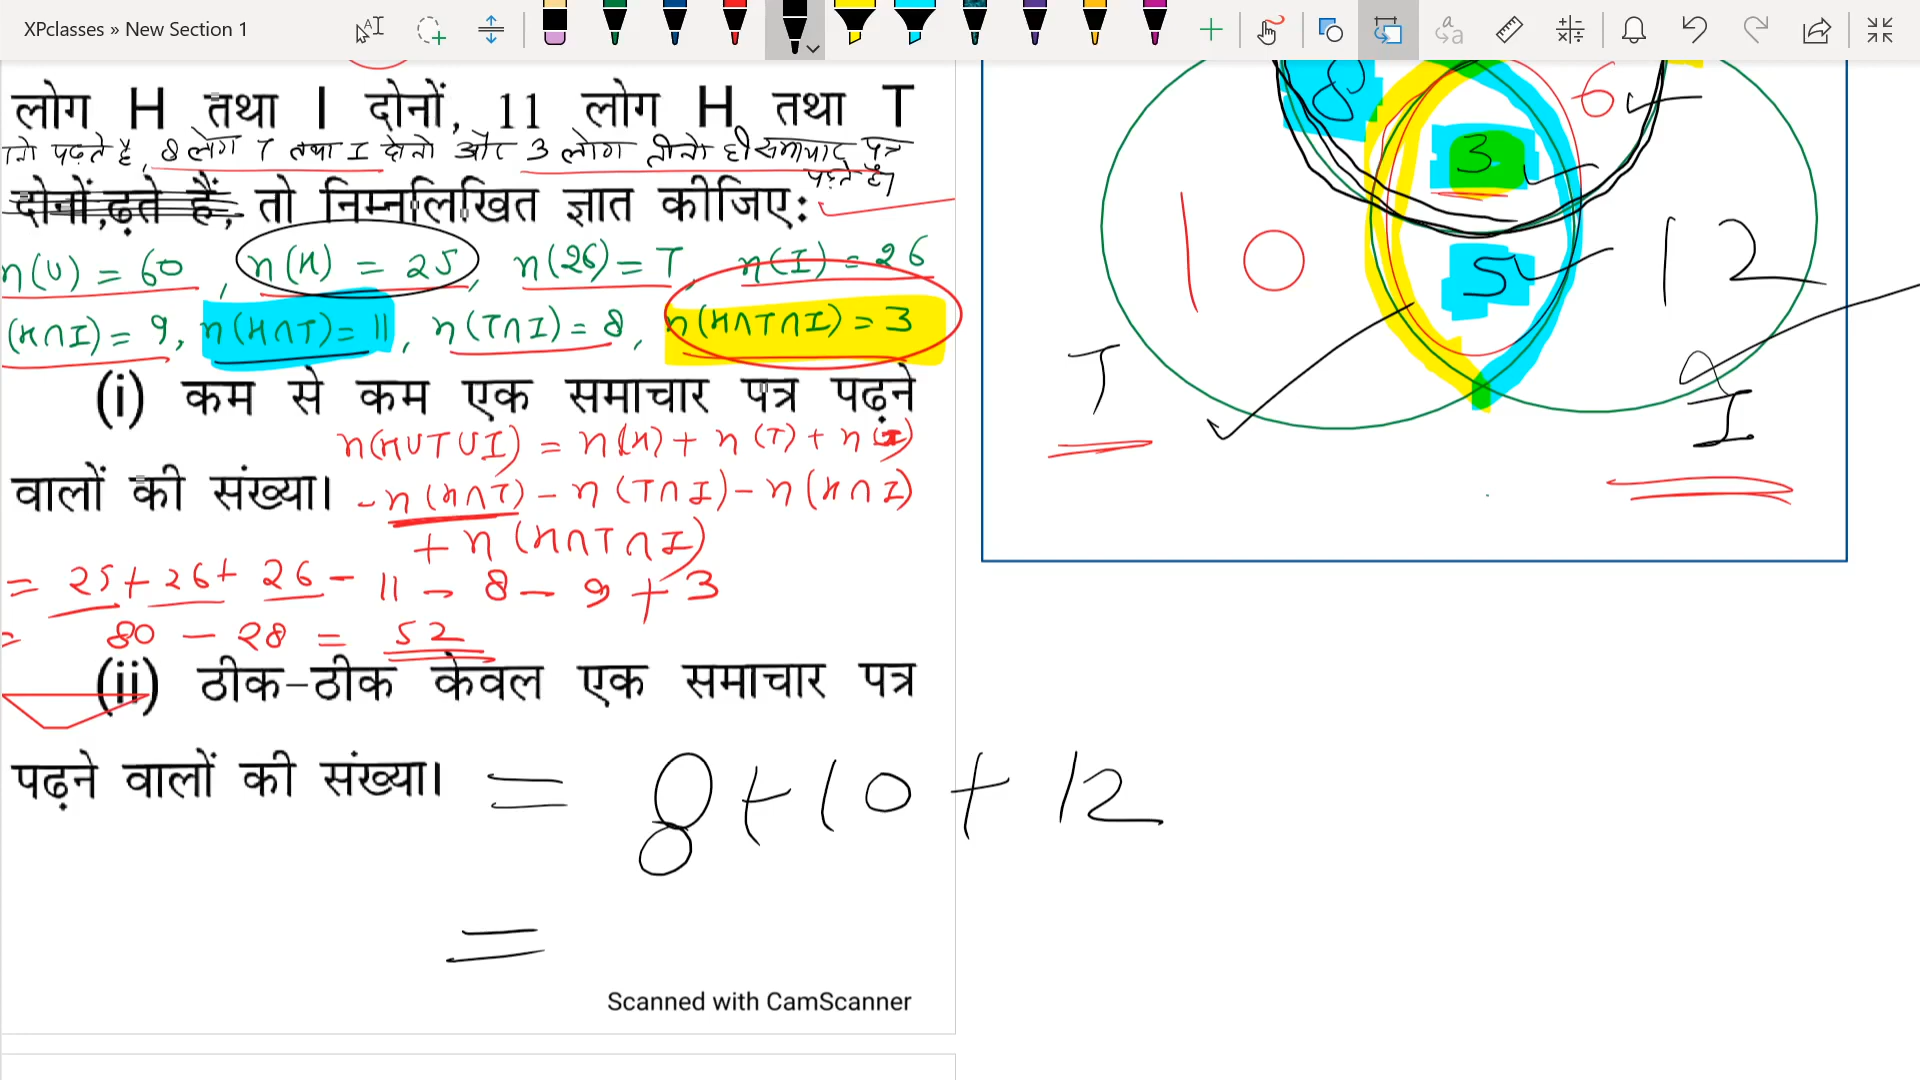 XPclasses » New Section 1
लोग H तथा I दोनों, 11 लोग H तथा T
पढ़ते है, 8 लोग T तथा I दोनो और 3 लोग तीनो ही समाचार पत्र
पढ़ते है।
दोनों,ढ़ते हैं, तो निम्नलिखित ज्ञात कीजिए:
n(U) = 60, n(H) = 25, n(26) = T, n(I) = 26
(H∩I) = 9, n(H∩T) = 11, n(T∩I) = 8, n(H∩T∩I) = 3
(i) कम से कम एक समाचार पत्र पढ़ने
n(HUTUI) = n(H) + n(T) + n(I)
वालों की संख्या।
- n(H∩T) - n(T∩I) - n(H∩I)
+ n(H∩T∩I)
= 25 + 26 + 26 - 11 - 8 - 9 + 3
= 80 - 28 = 52
(ii) ठीक-ठीक केवल एक समाचार पत्र
पढ़ने वालों की संख्या। = 8 + 10 + 12
=
Scanned with CamScanner
8 6
3
10 5 12
T I